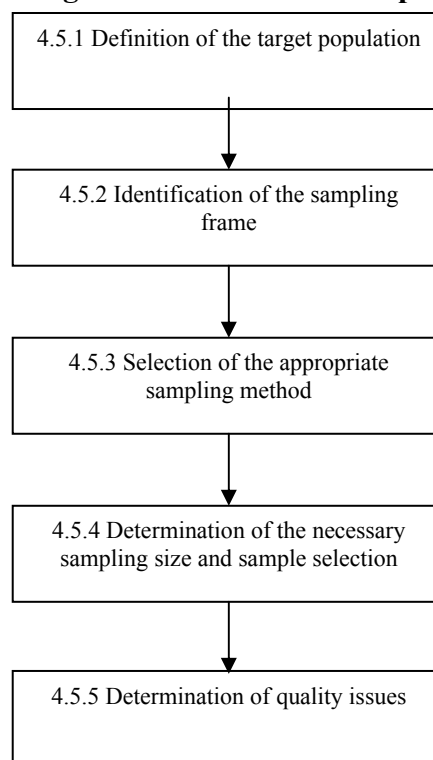 4.5.1 Definition of the target population
4.5.2 Identification of the sampling
frame
4.5.3 Selection of the appropriate
sampling method
4.5.4 Determination of the necessary
sampling size and sample selection
4.5.5 Determination of quality issues